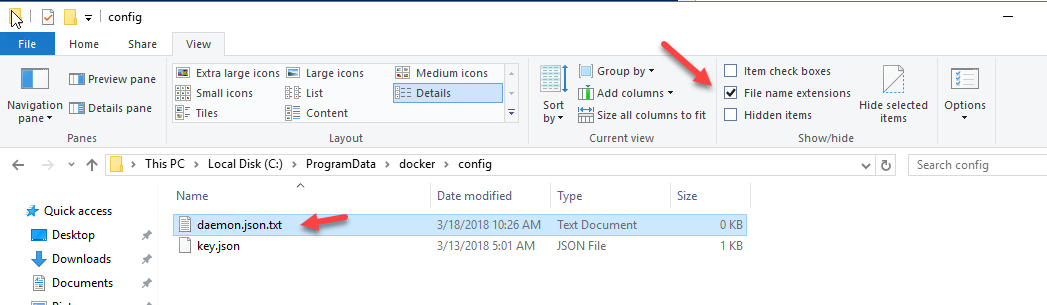 config
File Home Share View
Navigation pane
Preview pane
Details pane
Panes
Extra large icons Large icons Medium icons
Small icons List Details
Tiles Content
Layout
Sort by
Group by
Add columns
Size all columns to fit
Current view
Item check boxes
File name extensions
Hidden items
Hide selected items
Show/hide
Options
This PC Local Disk (C:) ProgramData docker config
Search config
Name Date modified Type Size
Quick access
Desktop
Downloads
Documents
daemon.json.txt 3/18/2018 10:26 AM Text Document 0 KB
key.json 3/13/2018 5:01 AM JSON File 1 KB